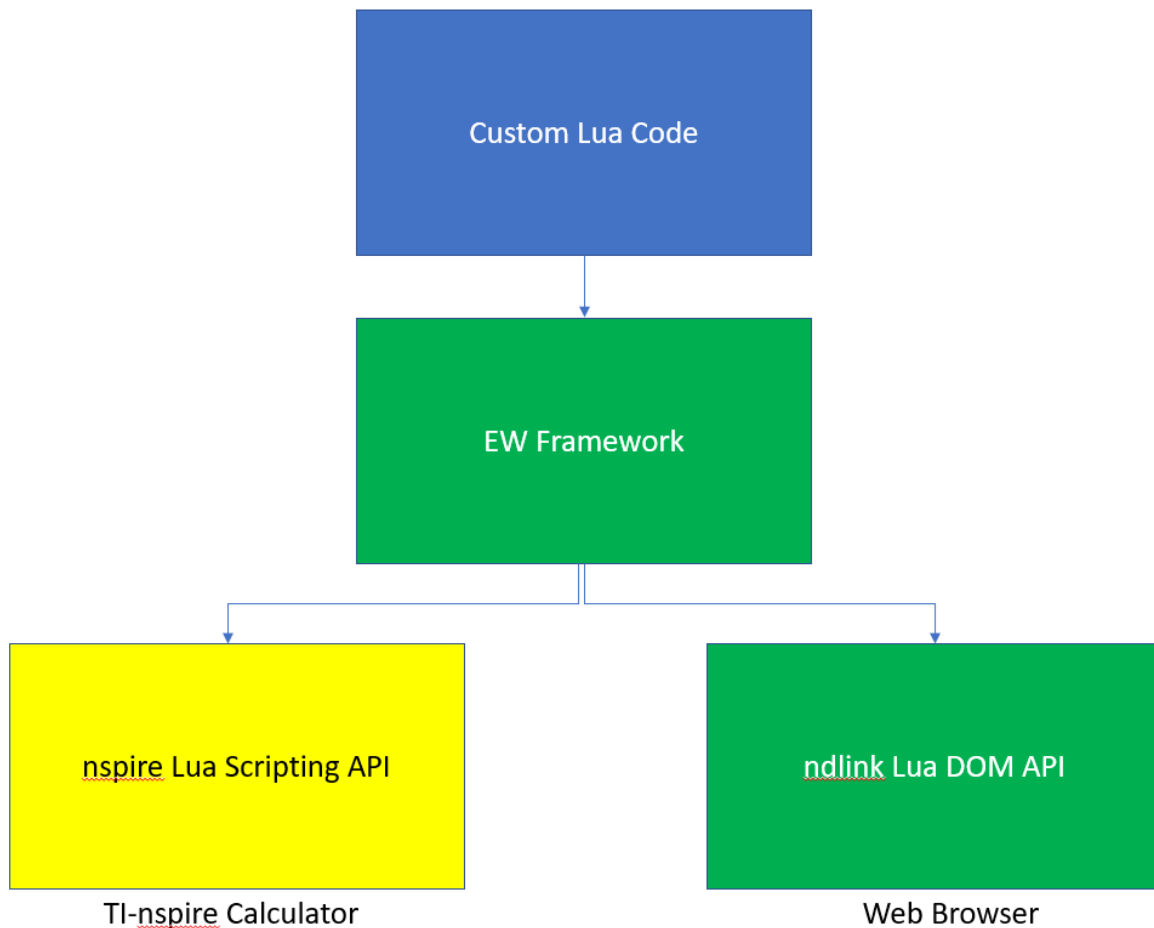 Custom Lua Code
EW Framework
nspire Lua Scripting API
ndlink Lua DOM API
TI-nspire Calculator
Web Browser